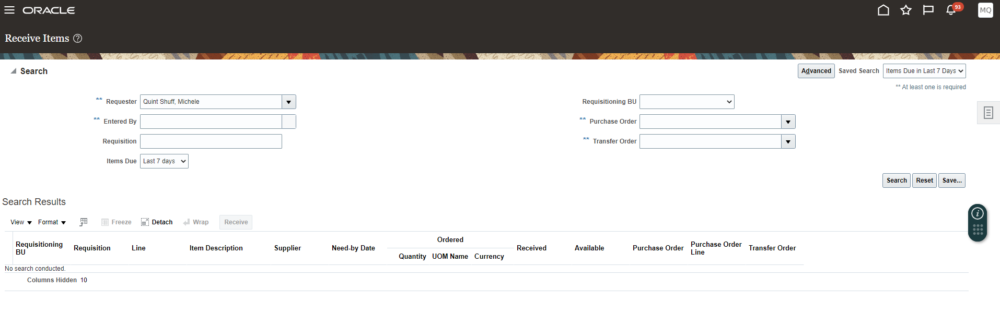 ORACLE
93
MQ
Receive Items ?
Search
Advanced Saved Search Items Due in Last 7 Days
** At least one is required
** Requester Quint Shuff, Michele
Requisitioning BU
** Entered By
** Purchase Order
Requisition
** Transfer Order
Items Due Last 7 days
Search Reset Save...
Search Results
View Format Freeze Detach Wrap Receive
Requisitioning BU
Requisition
Line
Item Description
Supplier
Need-by Date
Ordered
Quantity UOM Name Currency
Received
Available
Purchase Order
Purchase Order Line
Transfer Order
No search conducted.
Columns Hidden 10
i